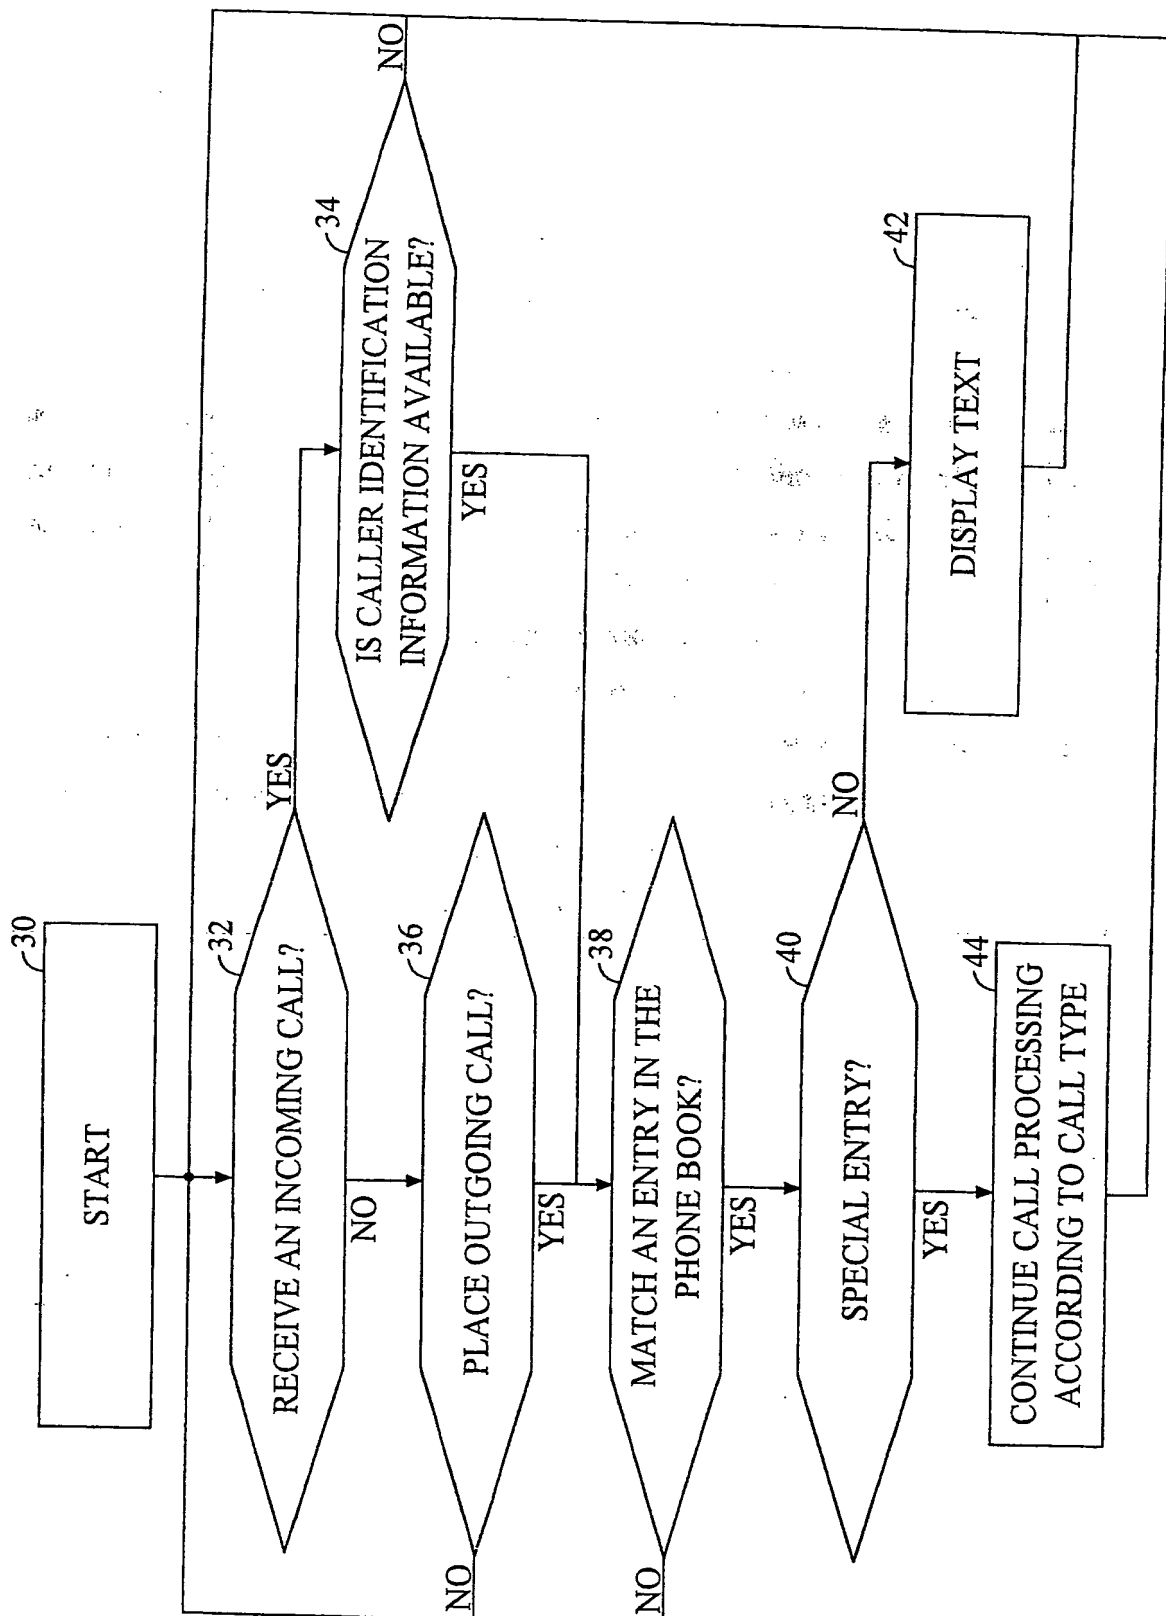 30
START
32
RECEIVE AN INCOMING CALL?
YES
NO
34
IS CALLER IDENTIFICATION
INFORMATION AVAILABLE?
NO
YES
36
PLACE OUTGOING CALL?
NO
YES
38
MATCH AN ENTRY IN THE
PHONE BOOK?
NO
YES
40
SPECIAL ENTRY?
NO
YES
42
DISPLAY TEXT
44
CONTINUE CALL PROCESSING
ACCORDING TO CALL TYPE